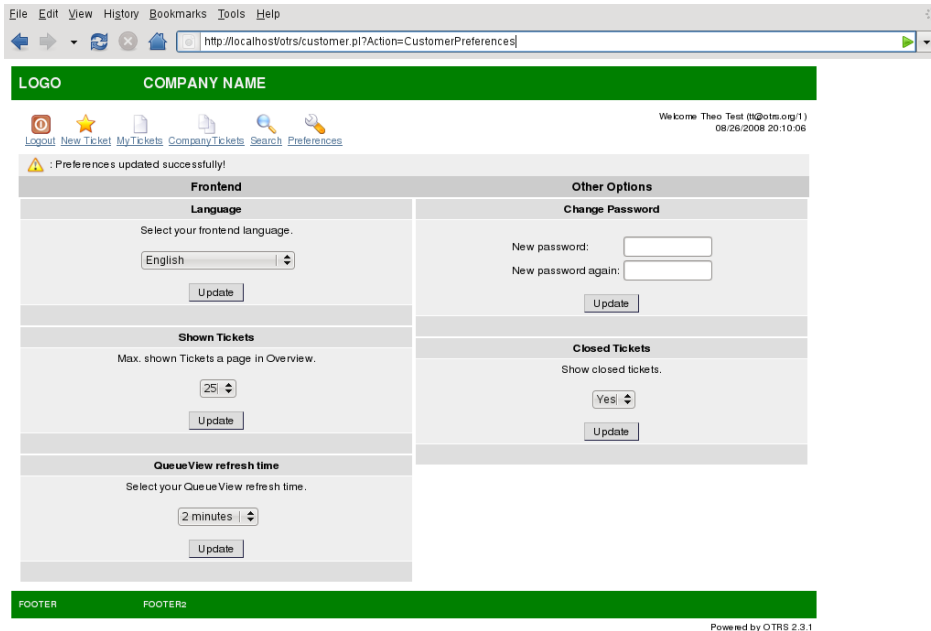 File Edit View History Bookmarks Tools Help
http://localhost/otrs/customer.pl?Action=CustomerPreferences
LOGO COMPANY NAME
Logout New Ticket MyTickets CompanyTickets Search Preferences
Welcome Theo Test (tt@otrs.org/1)
08/26/2008 20:10:06
: Preferences updated successfully!
Frontend
Language
Select your frontend language.
English
Update
Shown Tickets
Max. shown Tickets a page in Overview.
25
Update
QueueView refresh time
Select your QueueView refresh time.
2 minutes
Update
Other Options
Change Password
New password:
New password again:
Update
Closed Tickets
Show closed tickets.
Yes
Update
FOOTER FOOTER2
Powered by OTRS 2.3.1